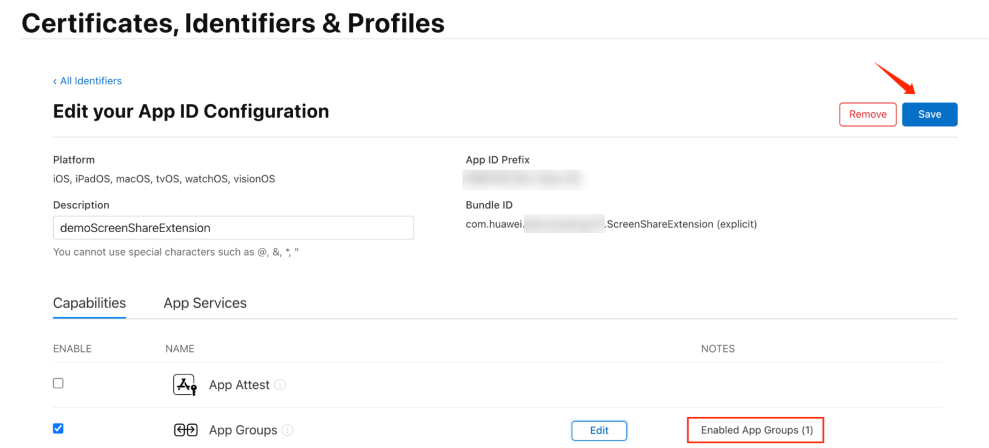 Certificates, Identifiers & Profiles
‹ All Identifiers
Edit your App ID Configuration
Remove
Save
Platform
App ID Prefix
iOS, iPadOS, macOS, tvOS, watchOS, visionOS
Description
Bundle ID
demoScreenShareExtension
com.huawei. .ScreenShareExtension (explicit)
You cannot use special characters such as @, &, *, "
Capabilities
App Services
ENABLE
NAME
NOTES
App Attest
App Groups
Edit
Enabled App Groups (1)